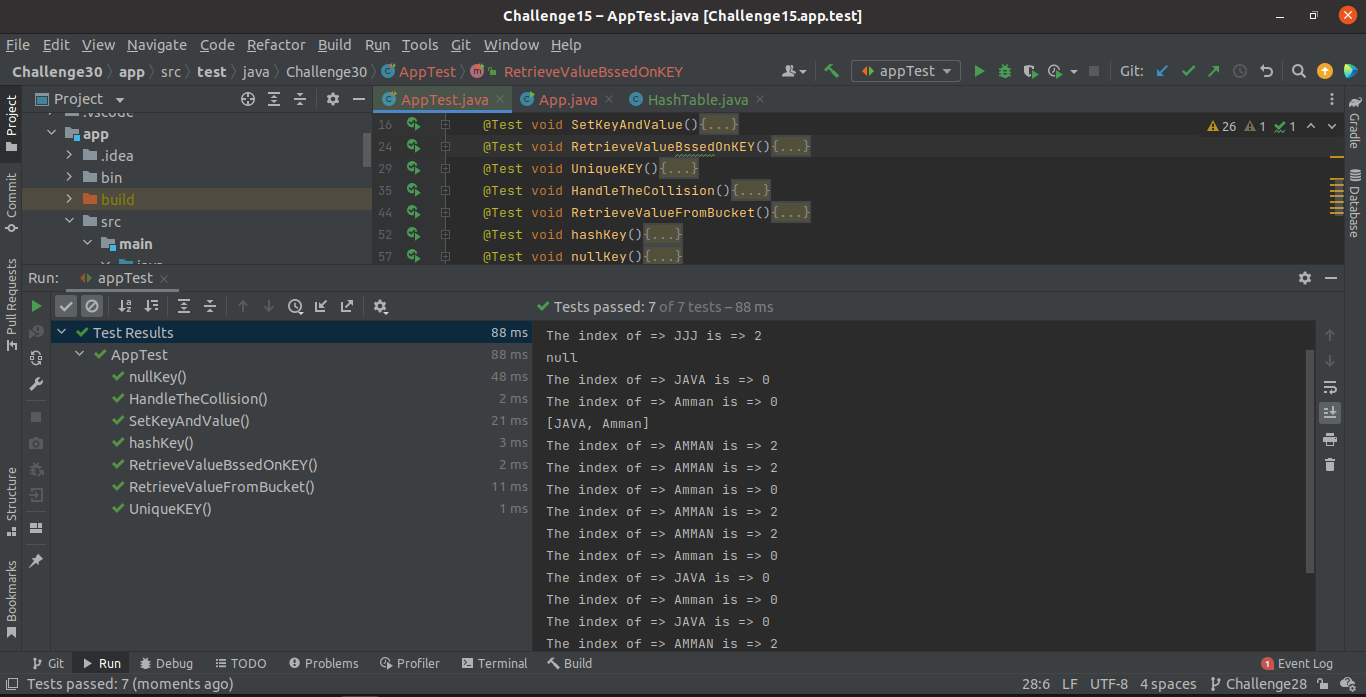 Challenge15 – AppTest.java [Challenge15.app.test]
File Edit View Navigate Code Refactor Build Run Tools Git Window Help
Challenge30 app src test java Challenge30 AppTest RetrieveValueBssedOnKEY appTest Git:
Project AppTest.java App.java HashTable.java
.vscode
app
.idea
bin
build
src
main
java
16 @Test void SetKeyAndValue(){...}
24 @Test void RetrieveValueBssedOnKEY(){...}
29 @Test void UniqueKEY(){...}
35 @Test void HandleTheCollision(){...}
44 @Test void RetrieveValueFromBucket(){...}
52 @Test void hashKey(){...}
57 @Test void nullKey(){...}
26 1 1
Project
Commit
Pull Requests
Structure
Bookmarks
Gradle
Database
Run: appTest
Tests passed: 7 of 7 tests – 88 ms
Test Results 88 ms
AppTest 88 ms
nullKey() 48 ms
HandleTheCollision() 2 ms
SetKeyAndValue() 21 ms
hashKey() 3 ms
RetrieveValueBssedOnKEY() 2 ms
RetrieveValueFromBucket() 11 ms
UniqueKEY() 1 ms
The index of => JJJ is => 2
null
The index of => JAVA is => 0
The index of => Amman is => 0
[JAVA, Amman]
The index of => AMMAN is => 2
The index of => AMMAN is => 2
The index of => Amman is => 0
The index of => AMMAN is => 2
The index of => AMMAN is => 2
The index of => Amman is => 0
The index of => JAVA is => 0
The index of => Amman is => 0
The index of => JAVA is => 0
The index of => AMMAN is => 2
Git Run Debug TODO Problems Profiler Terminal Build 1 Event Log
Tests passed: 7 (moments ago) 28:6 LF UTF-8 4 spaces Challenge28